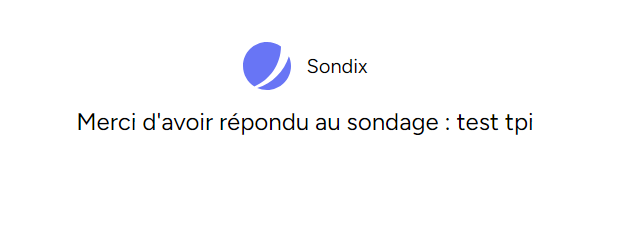 Sondix
Merci d'avoir répondu au sondage : test tpi